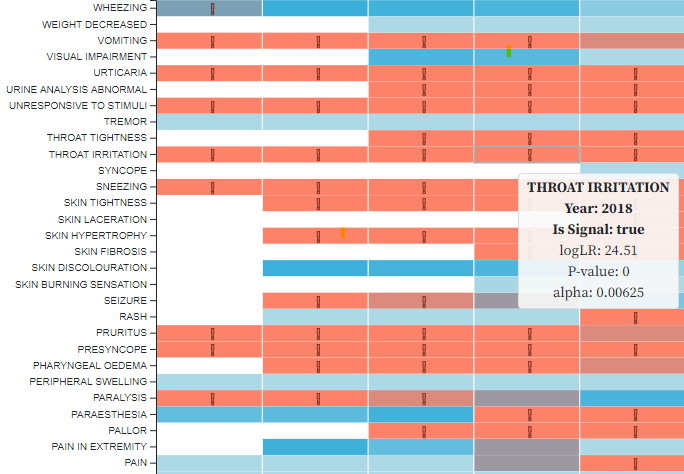 WHEEZING
WEIGHT DECREASED
VOMITING
VISUAL IMPAIRMENT
URTICARIA
URINE ANALYSIS ABNORMAL
UNRESPONSIVE TO STIMULI
TREMOR
THROAT TIGHTNESS
THROAT IRRITATION
SYNCOPE
SNEEZING
SKIN TIGHTNESS
SKIN LACERATION
SKIN HYPERTROPHY
SKIN FIBROSIS
SKIN DISCOLOURATION
SKIN BURNING SENSATION
SEIZURE
RASH
PRURITUS
PRESYNCOPE
PHARYNGEAL OEDEMA
PERIPHERAL SWELLING
PARALYSIS
PARAESTHESIA
PALLOR
PAIN IN EXTREMITY
PAIN
THROAT IRRITATION
Year: 2018
Is Signal: true
logLR: 24.51
P-value: 0
alpha: 0.00625